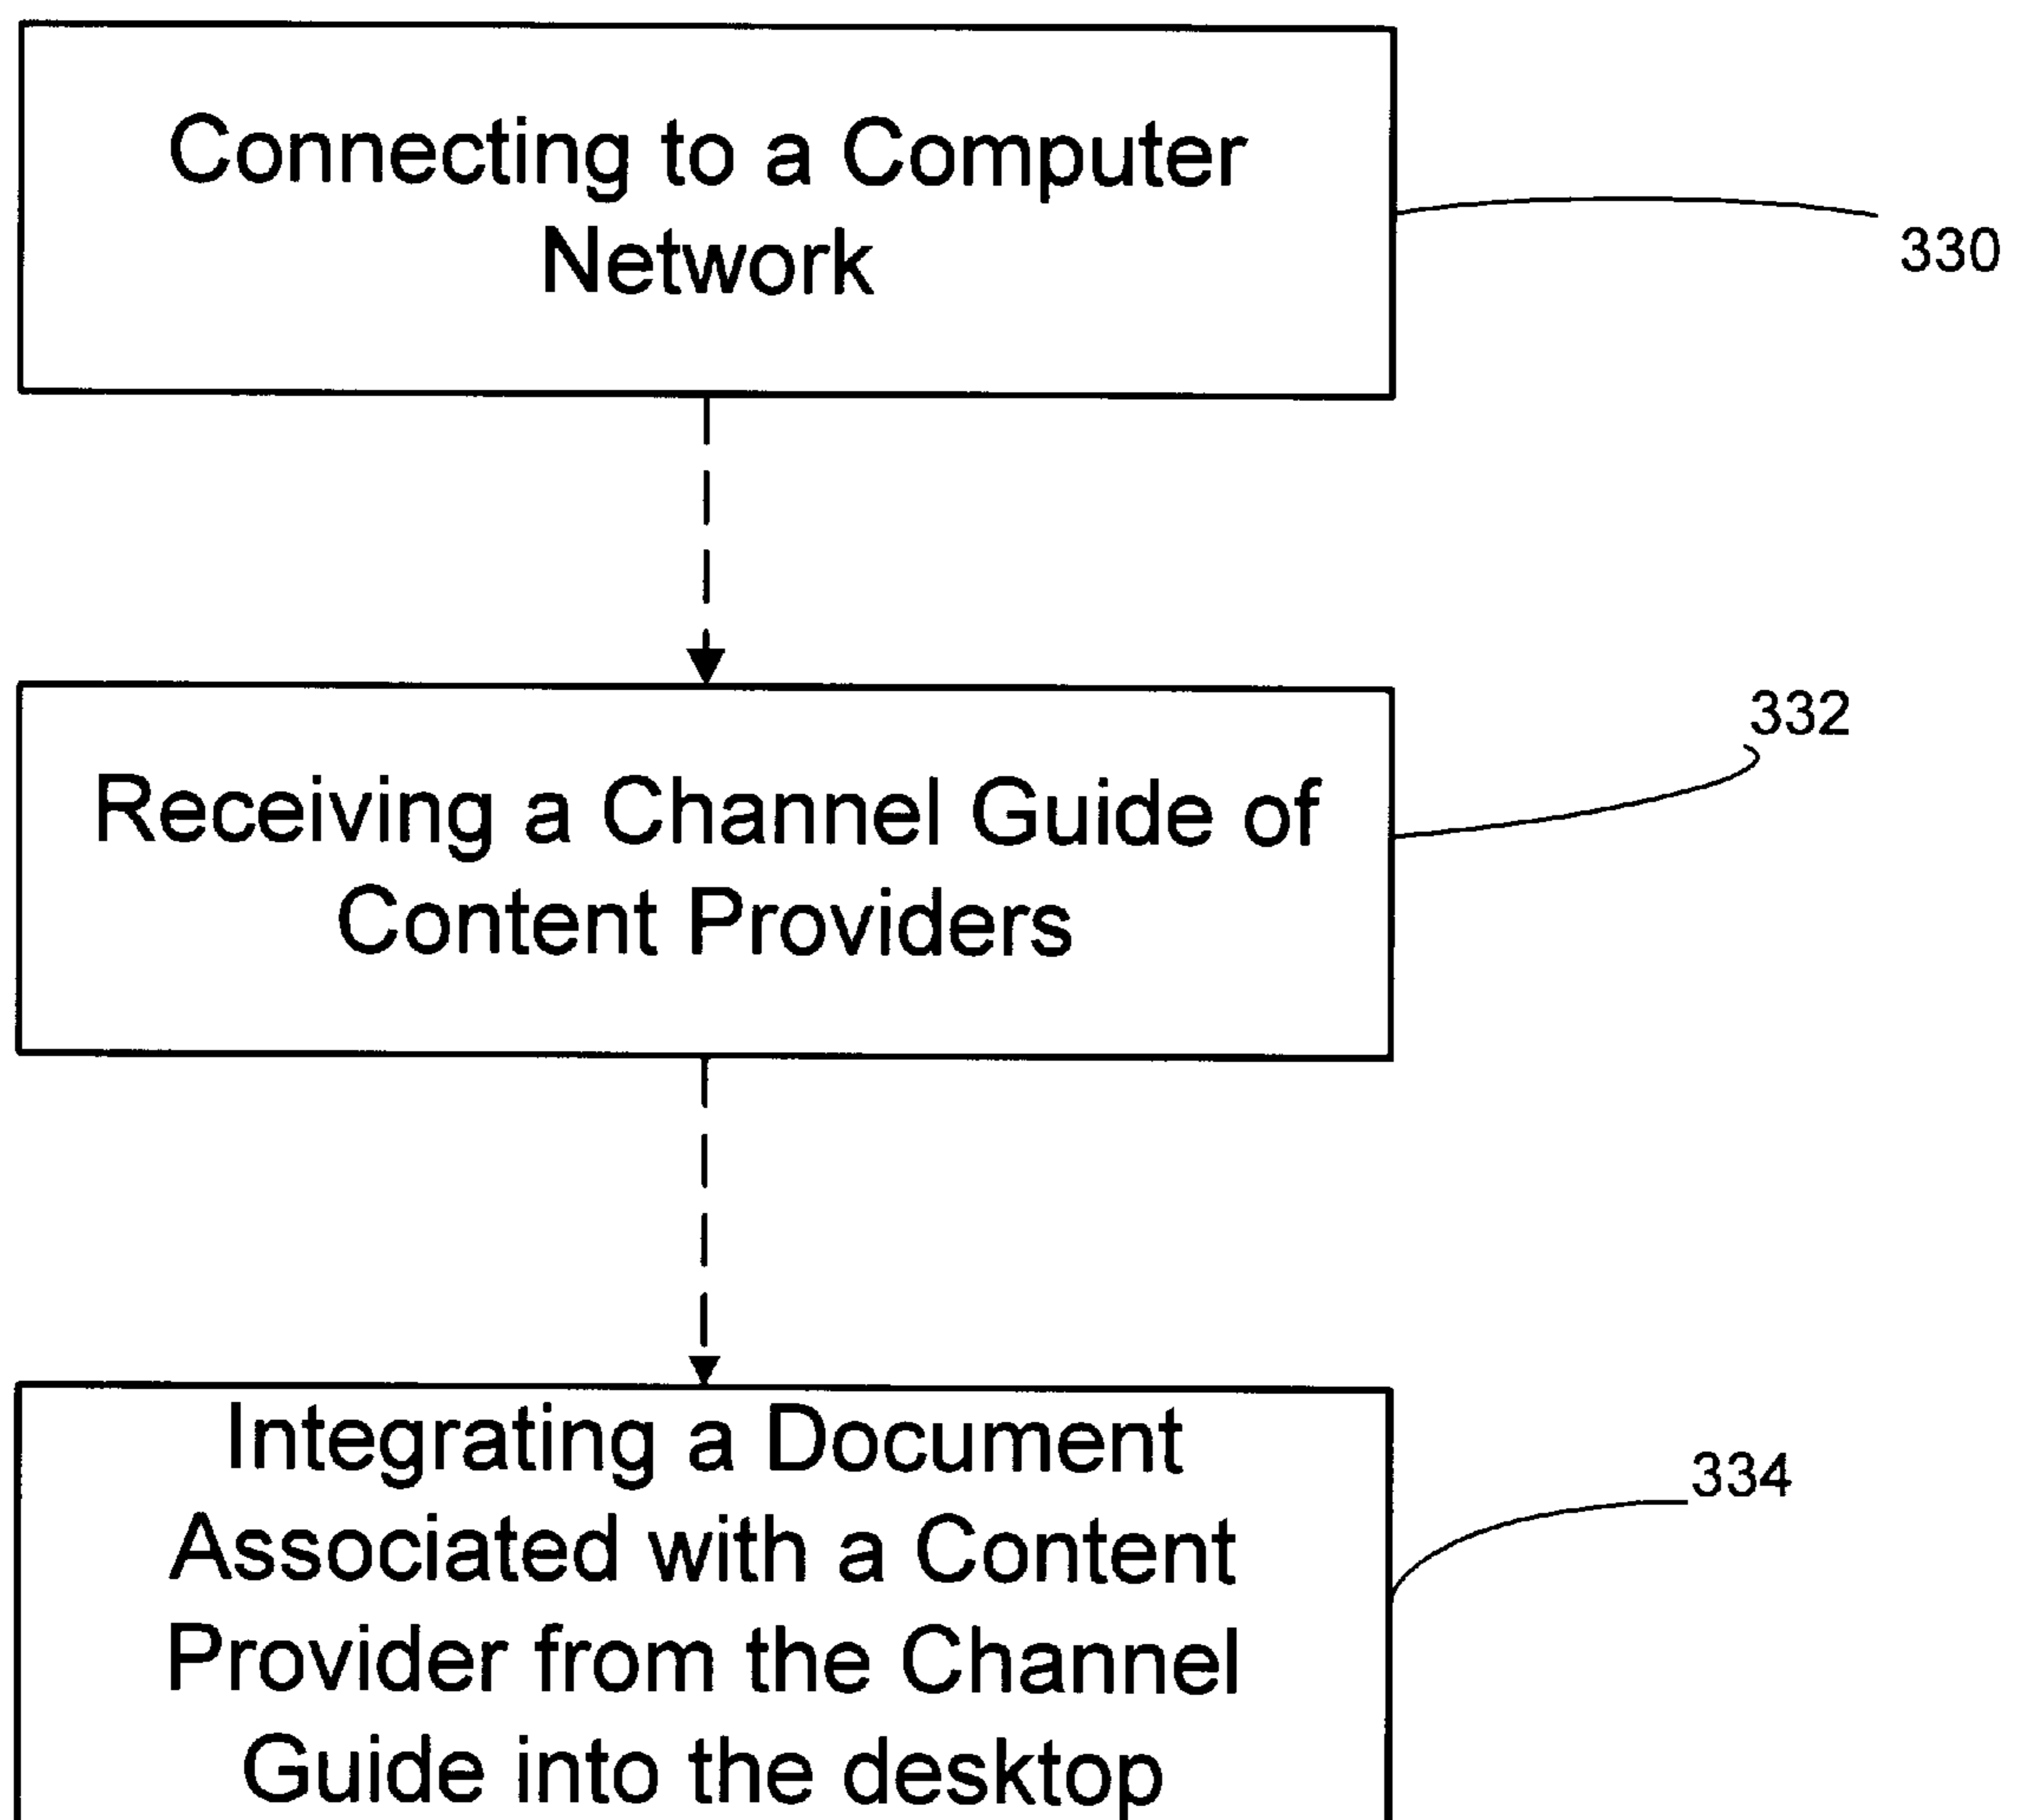 Connecting to a Computer
Network
330
332
Receiving a Channel Guide of
Content Providers
Integrating a Document
334
Associated with a Content
Provider from the Channel
Guide into the desktop